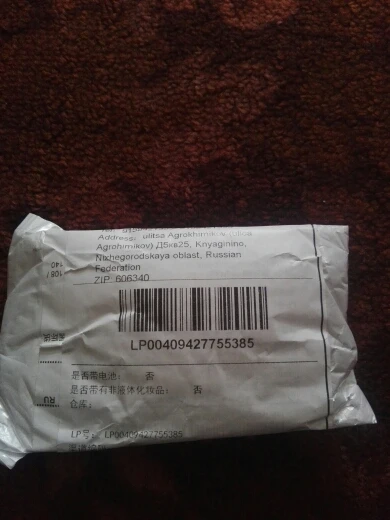 Address: ulitsa Agrokhimik
Agrohimikov) Д5кв25, Knyaginino,
Nizhegorodskaya oblast, Russian
Federation
ZIP: 606340
LP00409427755385
是否带电池： 否
是否带有非液体化妆品： 否
仓库：
LP号： LP00409427755385
RU